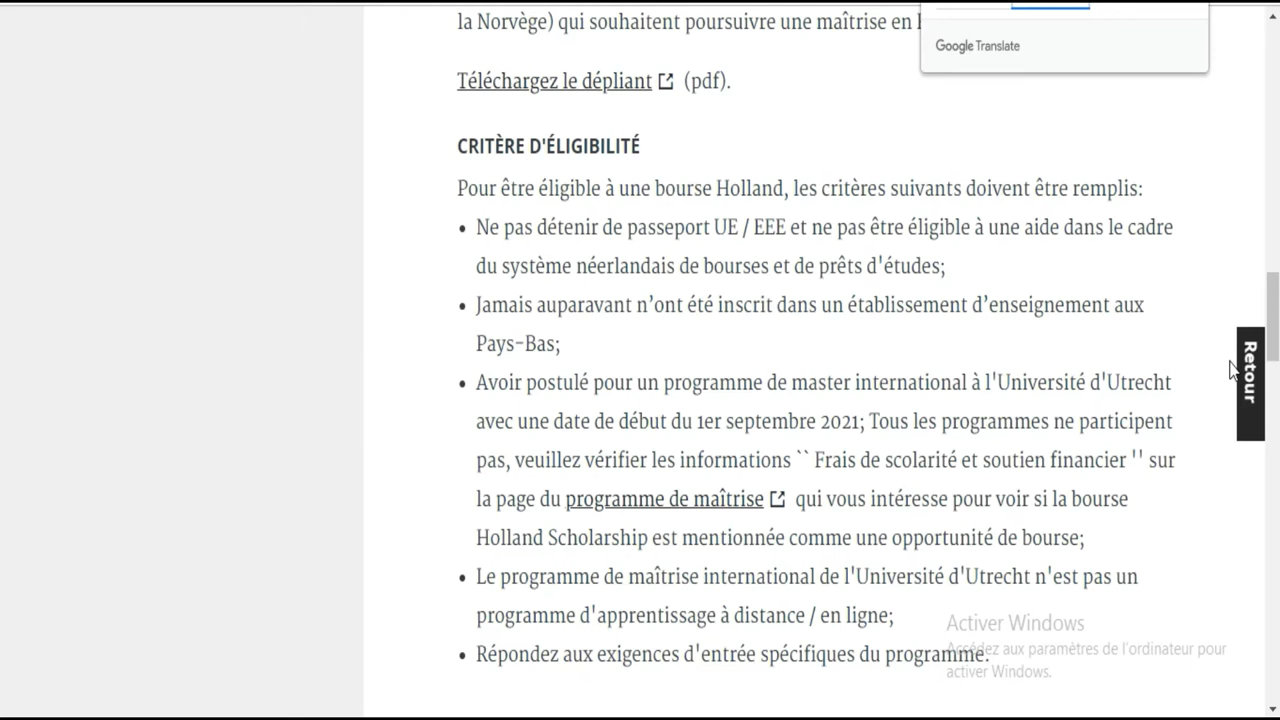 la Norvège) qui souhaitent poursuivre une maîtrise en
Google Translate
Téléchargez le dépliant (pdf).
CRITÈRE D'ÉLIGIBILITÉ
Pour être éligible à une bourse Holland, les critères suivants doivent être remplis:
• Ne pas détenir de passeport UE / EEE et ne pas être éligible à une aide dans le cadre
du système néerlandais de bourses et de prêts d'études;
• Jamais auparavant n’ont été inscrit dans un établissement d’enseignement aux
Pays-Bas;
• Avoir postulé pour un programme de master international à l'Université d'Utrecht
avec une date de début du 1er septembre 2021; Tous les programmes ne participent
pas, veuillez vérifier les informations `` Frais de scolarité et soutien financier '' sur
la page du programme de maîtrise qui vous intéresse pour voir si la bourse
Holland Scholarship est mentionnée comme une opportunité de bourse;
• Le programme de maîtrise international de l'Université d'Utrecht n'est pas un
programme d'apprentissage à distance / en ligne;
• Répondez aux exigences d'entrée spécifiques du programme.
Retour
Activer Windows
Accédez aux paramètres de l'ordinateur pour
activer Windows.